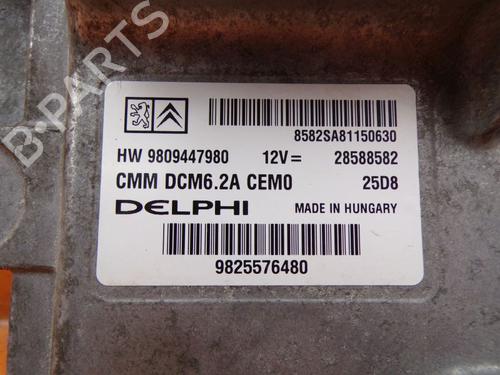 B-PARTS
8582SA81150630
HW 9809447980 12V= 28588582
CMM DCM6.2A CEM0 25D8
DELPHI MADE IN HUNGARY
9825576480